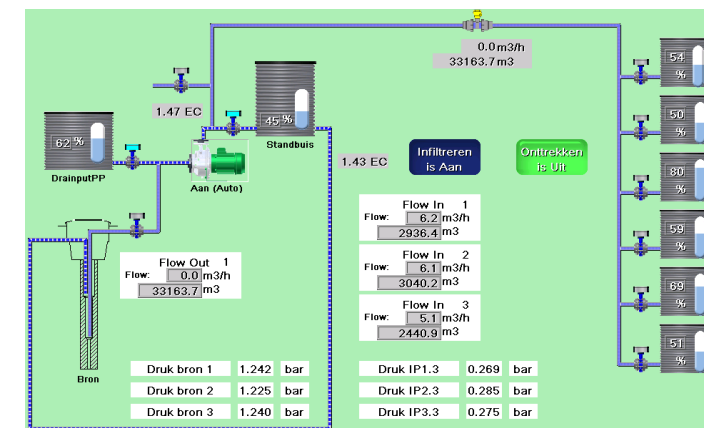 0.0 m3/h
33163.7 m3
54 %
1.47 EC
50 %
62 %
DrainputPP
45 %
Standbuis
Aan (Auto)
1.43 EC
Infiltreren
is Aan
Onttrekken
is Uit
80 %
Flow In 1
Flow: 6.2 m3/h
2936.4 m3
59 %
Flow In 2
Flow: 6.1 m3/h
3040.2 m3
Flow Out 1
Flow: 0.0 m3/h
33163.7 m3
69 %
Flow In 3
Flow: 5.1 m3/h
2440.9 m3
51 %
Bron
Druk bron 1 1.242 bar
Druk IP1.3 0.269 bar
Druk bron 2 1.225 bar
Druk IP2.3 0.285 bar
Druk bron 3 1.240 bar
Druk IP3.3 0.275 bar